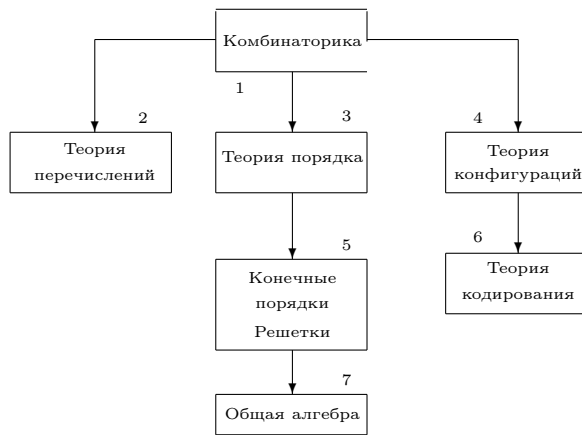 Комбинаторика
1
2
3
4
Теория
перечислений
Теория порядка
Теория
конфигураций
5
6
Конечные
порядки
Решетки
Теория
кодирования
7
Общая алгебра